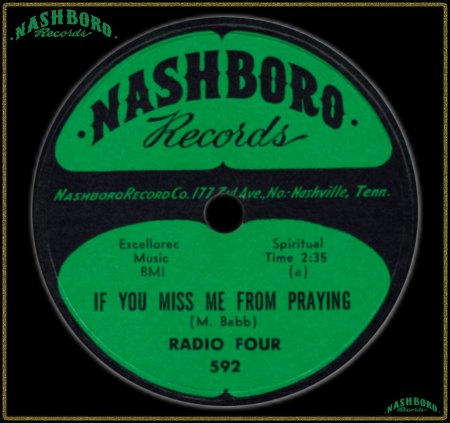 NASHBORO
Records
·NASHBORO·
Records
NASHBORO RECORD CO. 177 3rd Ave., No.-Nashville, Tenn.
Excellorec
Music
BMI
Spiritual
Time 2:35
(a)
IF YOU MISS ME FROM PRAYING
(M. Babb)
RADIO FOUR
592
NASHBORO
Records